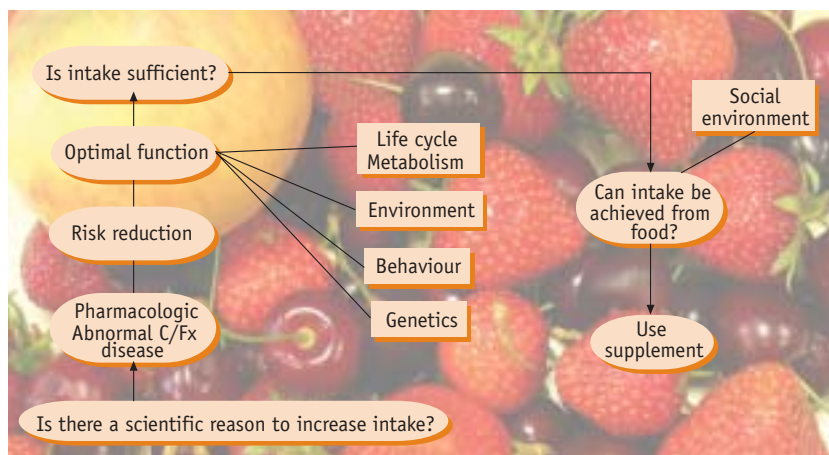 Is intake sufficient?
Social
environment
Optimal function
Life cycle
Metabolism
Can intake be
achieved from
food?
Environment
Risk reduction
Behaviour
Pharmacologic
Abnormal C/Fx
disease
Genetics
Use
supplement
Is there a scientific reason to increase intake?